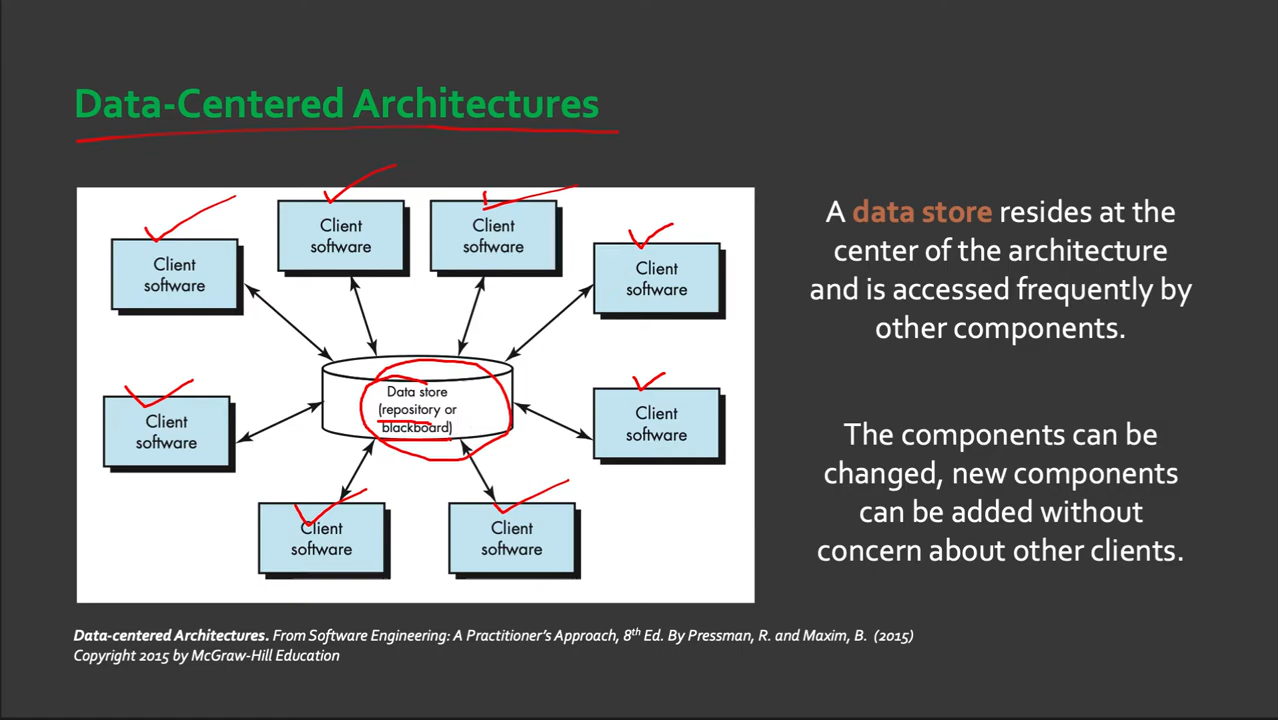 Data-Centered Architectures
Client
software
Client
software
Client
software
Client
software
Client
software
Data store
(repository or
blackboard)
Client
software
Client
software
Client
software
A data store resides at the
center of the architecture
and is accessed frequently by
other components.
The components can be
changed, new components
can be added without
concern about other clients.
Data-centered Architectures. From Software Engineering: A Practitioner's Approach, 8th Ed. By Pressman, R. and Maxim, B. (2015)
Copyright 2015 by McGraw-Hill Education